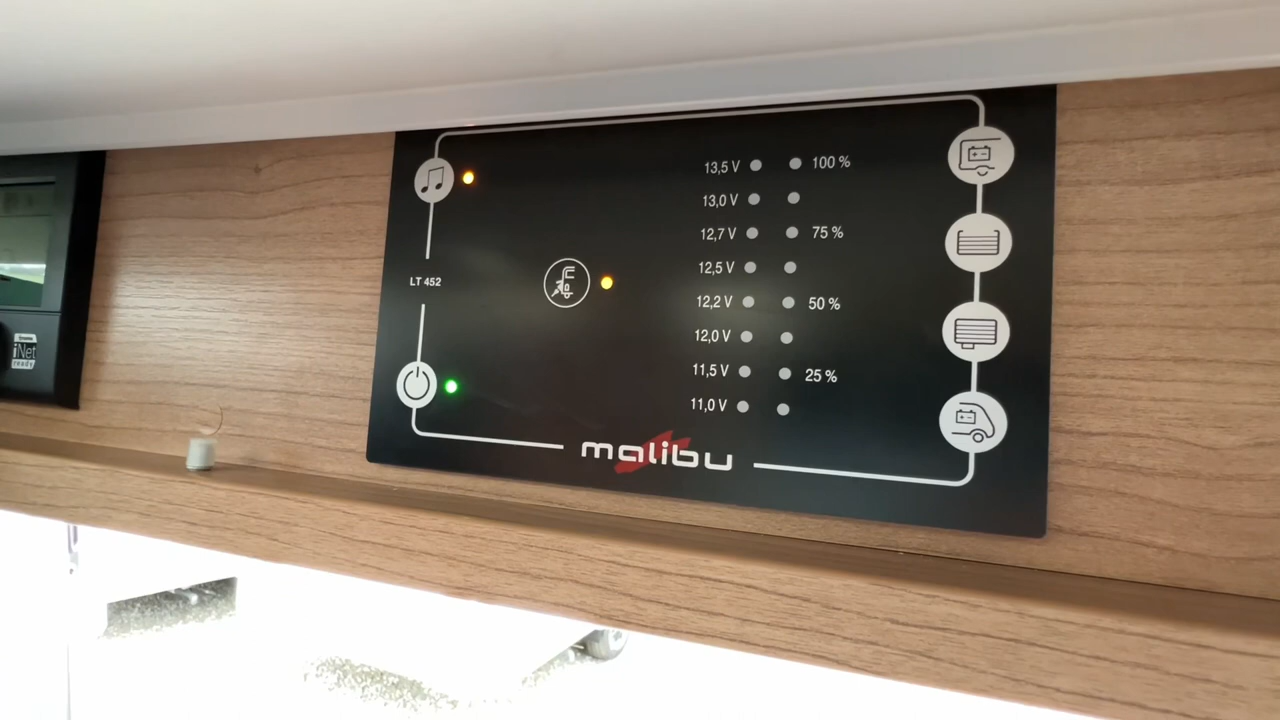 13,5 V 100 %
13,0 V
12,7 V 75 %
LT 452
12,5 V
12,2 V 50 %
12,0 V
11,5 V 25 %
11,0 V
malibu
iNet
ready